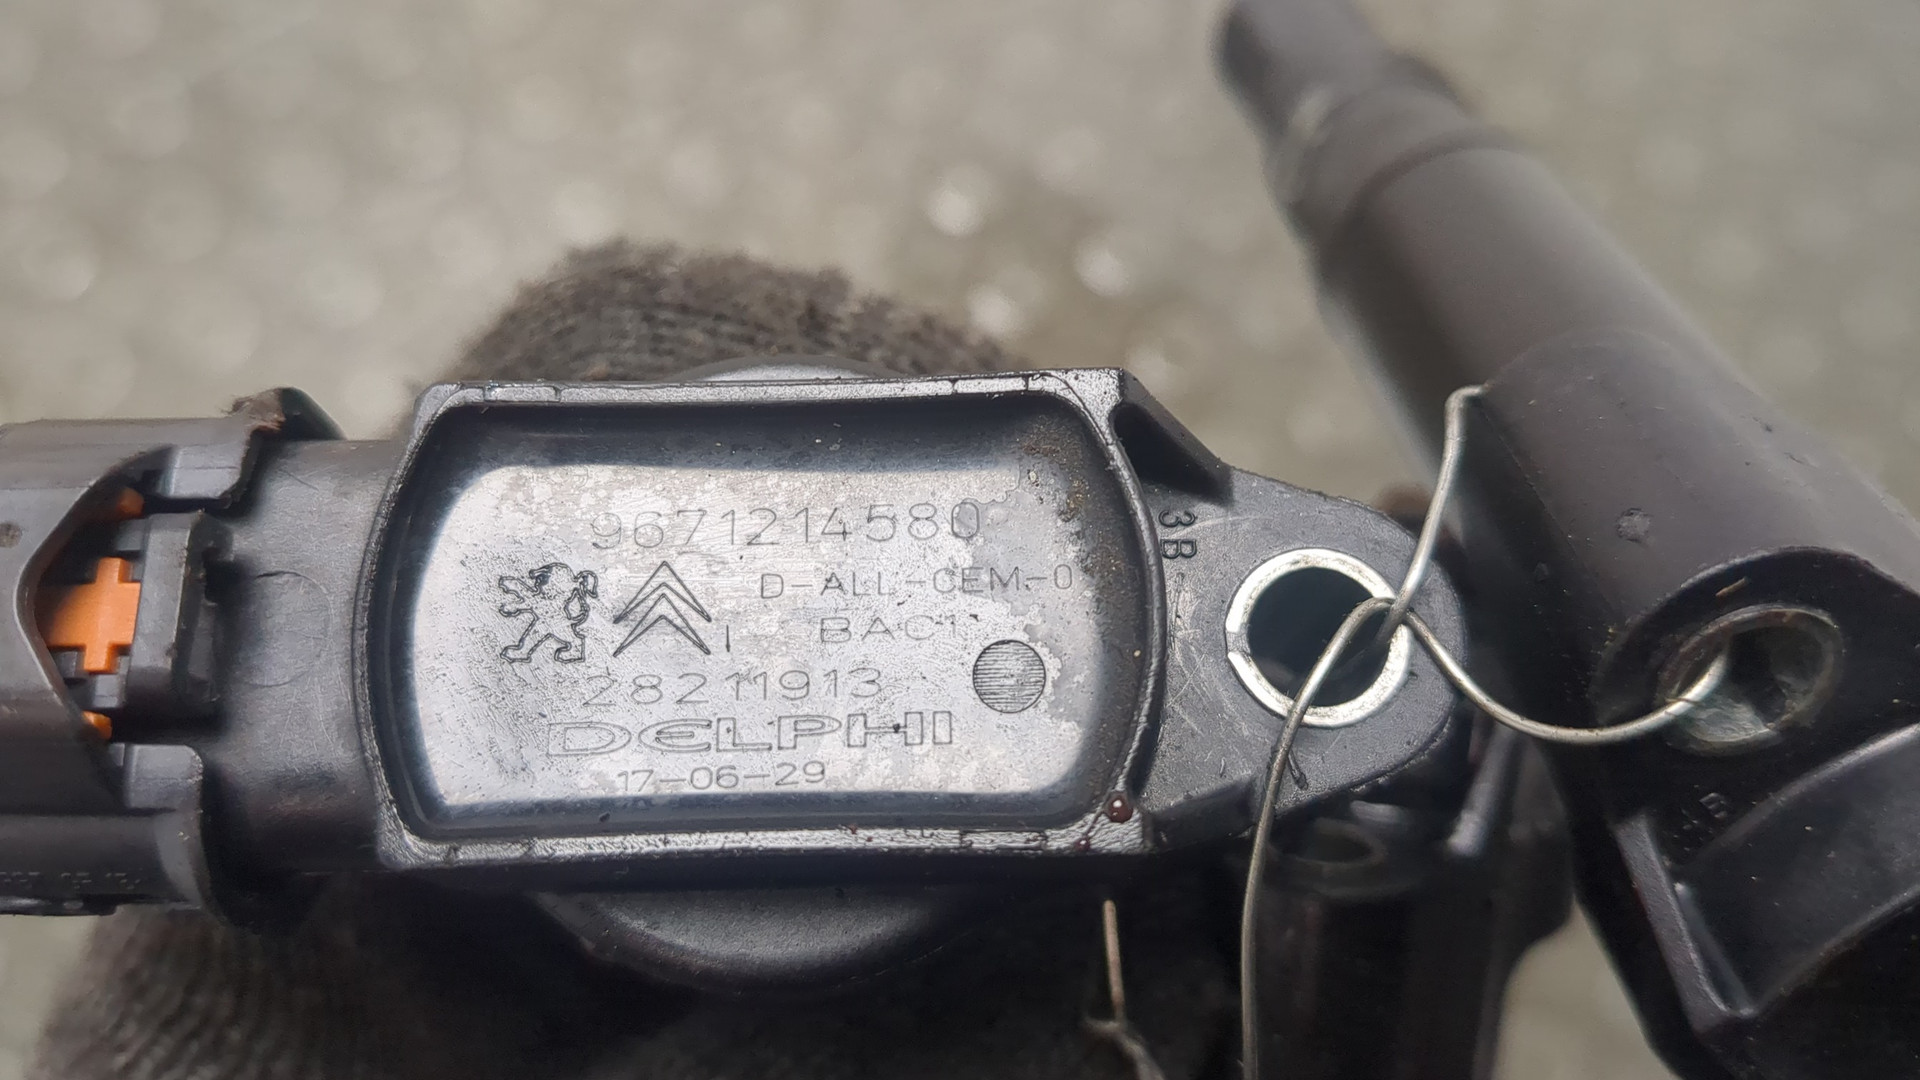 9671214580
D-ALL-CEM-0
BAC1
28211913
DELPHI
17-06-29
3B